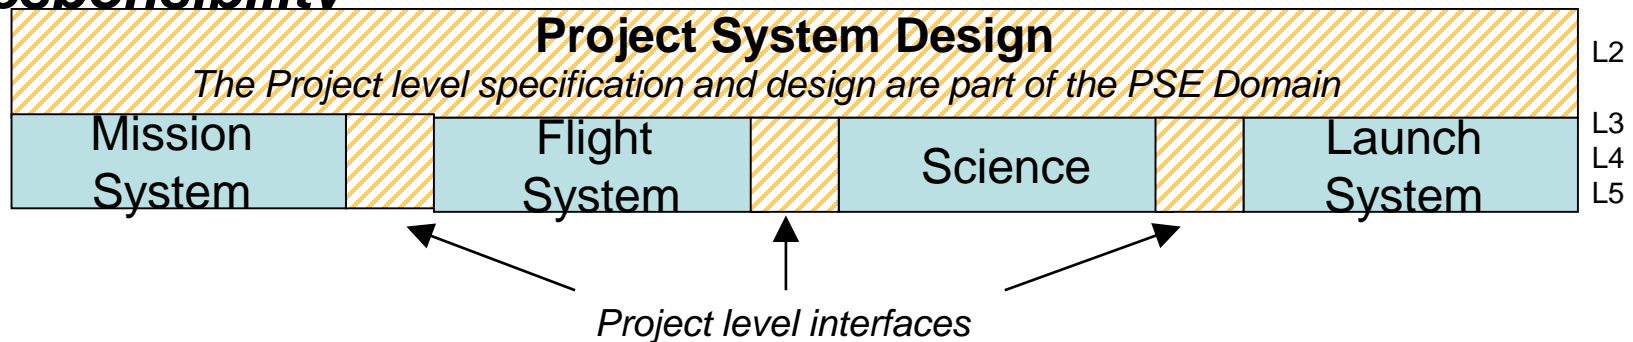 Project System Design
L2
The Project level specification and design are part of the PSE Domain
Mission
System
Flight
System
Science
Launch
System
L3
L4
L5
Project level interfaces